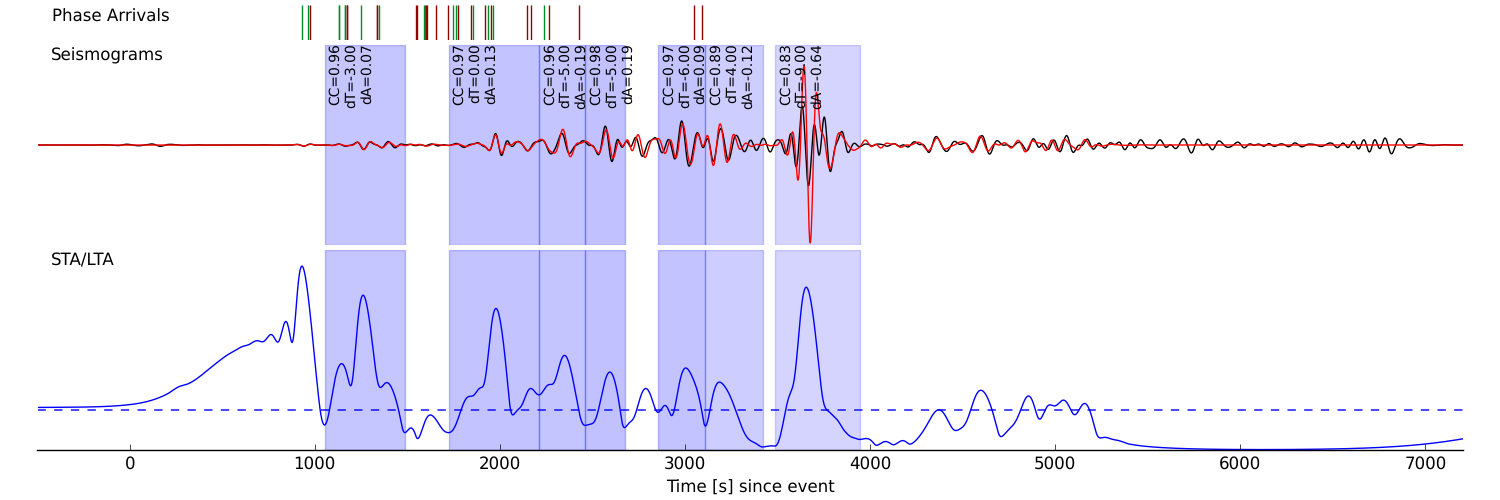 Phase Arrivals
Seismograms
CC=0.96
dT=-3.00
dA=0.07
CC=0.97
dT=0.00
dA=0.13
CC=0.96
dT=-5.00
dA=-0.19
CC=0.98
dT=-5.00
dA=0.19
CC=0.97
dT=-6.00
dA=0.09
CC=0.89
dT=4.00
dA=-0.12
CC=0.83
dT=-9.00
dA=-0.64
STA/LTA
0 1000 2000 3000 4000 5000 6000 7000
Time [s] since event